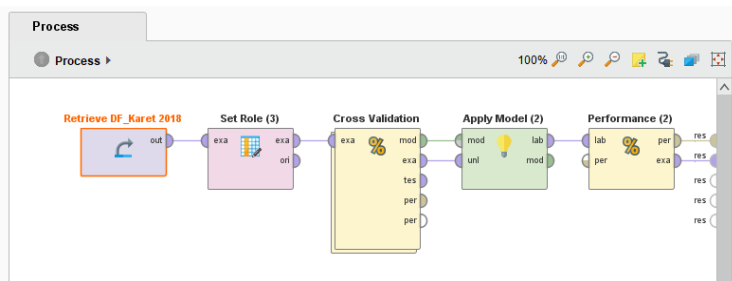 Process
Process
100%
Retrieve DF_Karet 2018
Set Role (3)
Cross Validation
Apply Model (2)
Performance (2)
out
exa
exa
ori
exa
mod
exa
tes
per
per
mod
unl
lab
mod
lab
per
per
exa
res
res
res
res